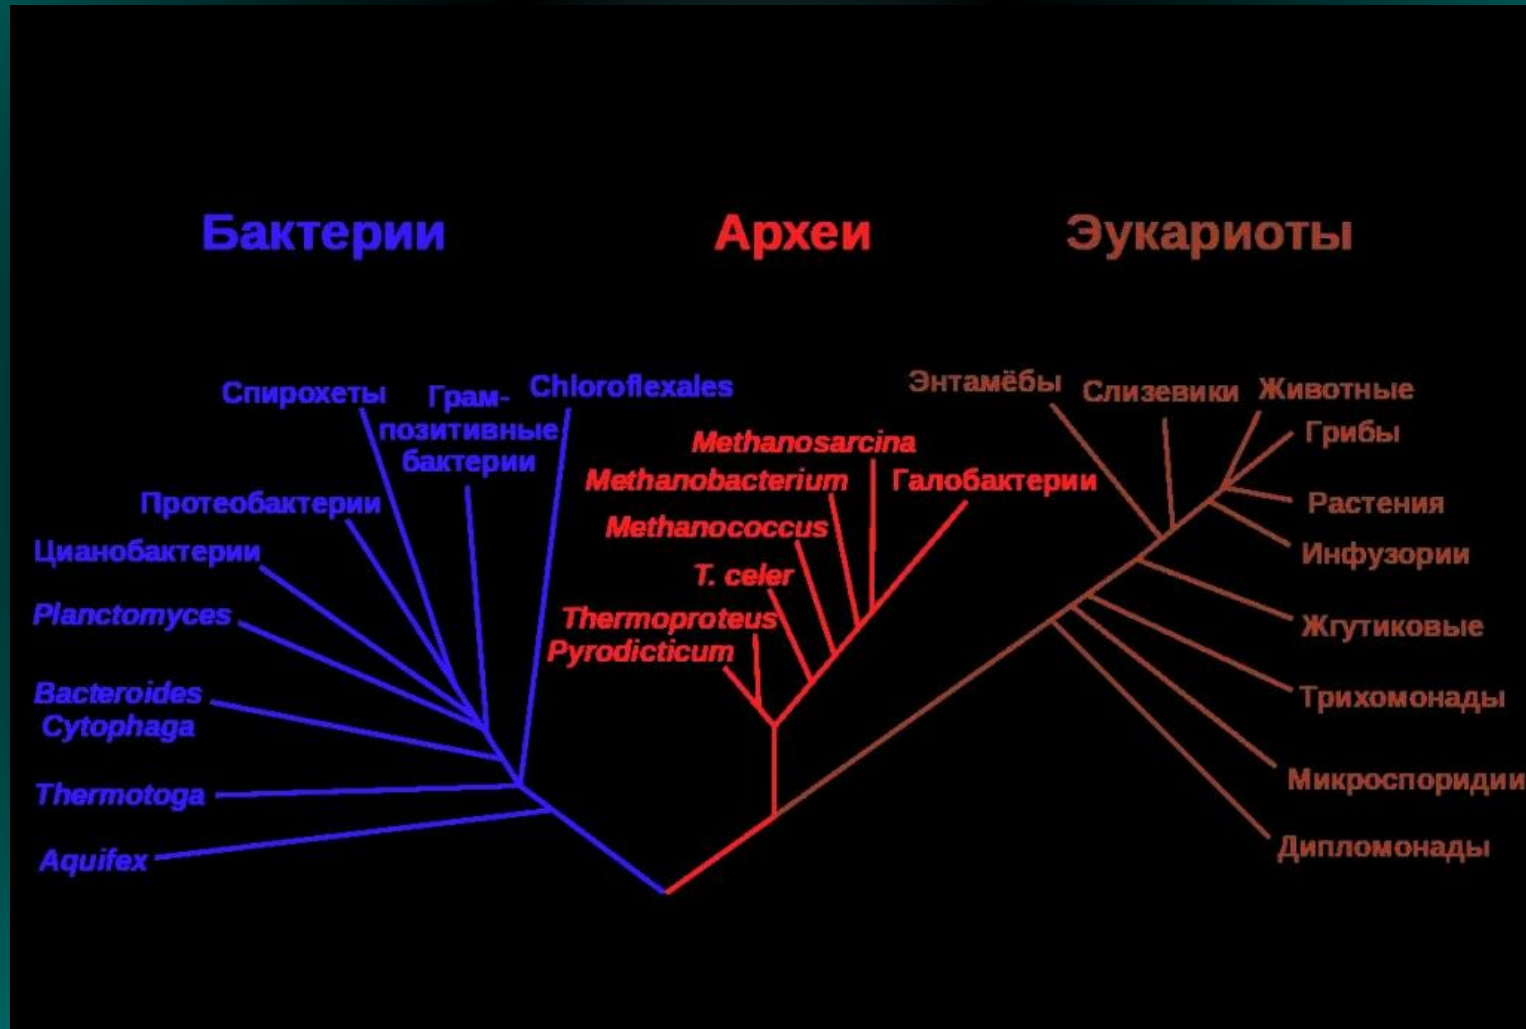 Бактерии
Археи
Эукариоты
Спирохеты
Грам-
позитивные
бактерии
Chloroflexales
Протеобактерии
Цианобактерии
Planctomyces
Bacteroides
Cytophaga
Thermotoga
Aquifex
Methanosarcina
Methanobacterium
Галобактерии
Methanococcus
T. celer
Thermoproteus
Pyrodicticum
Энтамёбы
Слизевики
Животные
Грибы
Растения
Инфузории
Жгутиковые
Трихомонады
Микроспоридии
Дипломонады